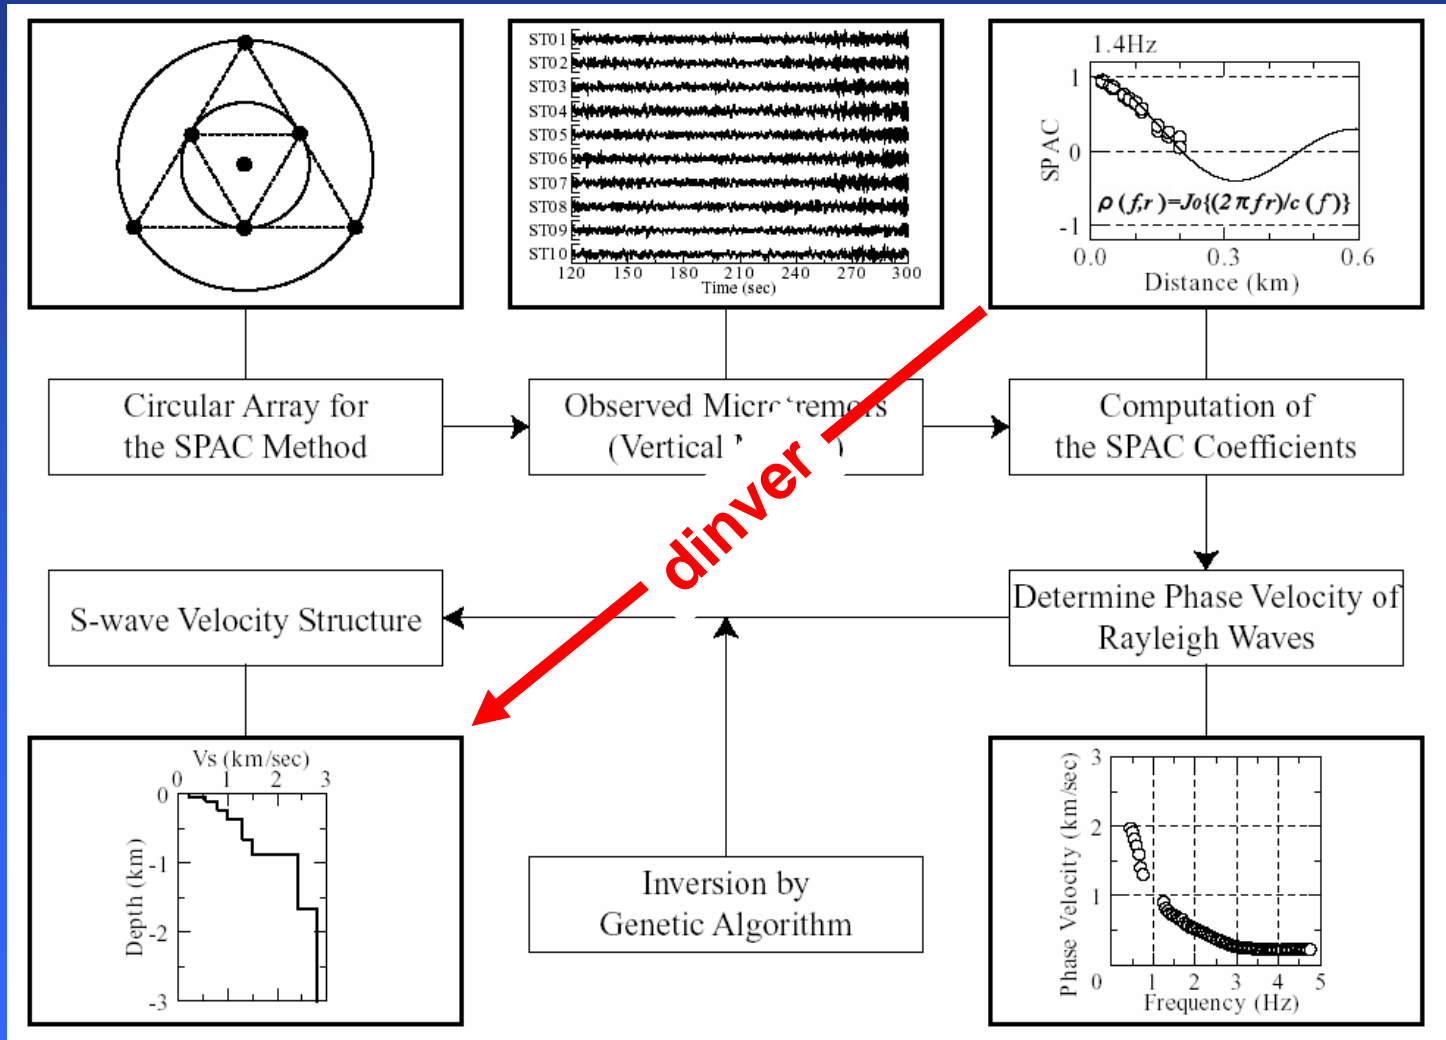 ST01
ST02
ST03
ST04
ST05
ST06
ST07
ST08
ST09
ST10
120 150 180 210 240 270 300
Time (sec)
1.4Hz
SPAC
1
0
-1
ρ(f,r)=J0{(2πfr)/c(f)}
0.0 0.3 0.6
Distance (km)
Circular Array for
the SPAC Method
Observed Microtremors
(Vertical
Computation of
the SPAC Coefficients
dinver
S-wave Velocity Structure
Determine Phase Velocity of
Rayleigh Waves
Inversion by
Genetic Algorithm
Vs (km/sec)
0 1 2 3
Depth (km)
0
-1
-2
-3
Phase Velocity (km/sec)
3
2
1
0 1 2 3 4 5
Frequency (Hz)